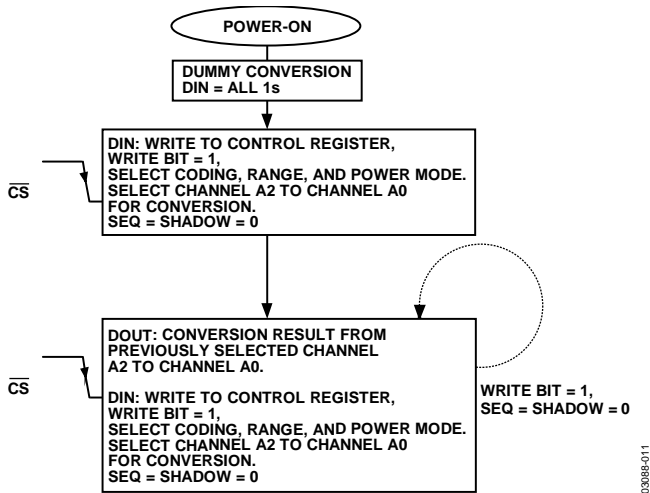 POWER-ON
DUMMY CONVERSION
DIN = ALL 1s
DIN: WRITE TO CONTROL REGISTER,
WRITE BIT = 1,
SELECT CODING, RANGE, AND POWER MODE.
SELECT CHANNEL A2 TO CHANNEL A0
FOR CONVERSION.
SEQ = SHADOW = 0
C̅S̅
DOUT: CONVERSION RESULT FROM
PREVIOUSLY SELECTED CHANNEL
A2 TO CHANNEL A0.
DIN: WRITE TO CONTROL REGISTER,
WRITE BIT = 1,
SELECT CODING, RANGE, AND POWER MODE.
SELECT CHANNEL A2 TO CHANNEL A0
FOR CONVERSION.
SEQ = SHADOW = 0
C̅S̅
WRITE BIT = 1,
SEQ = SHADOW = 0
03088-011